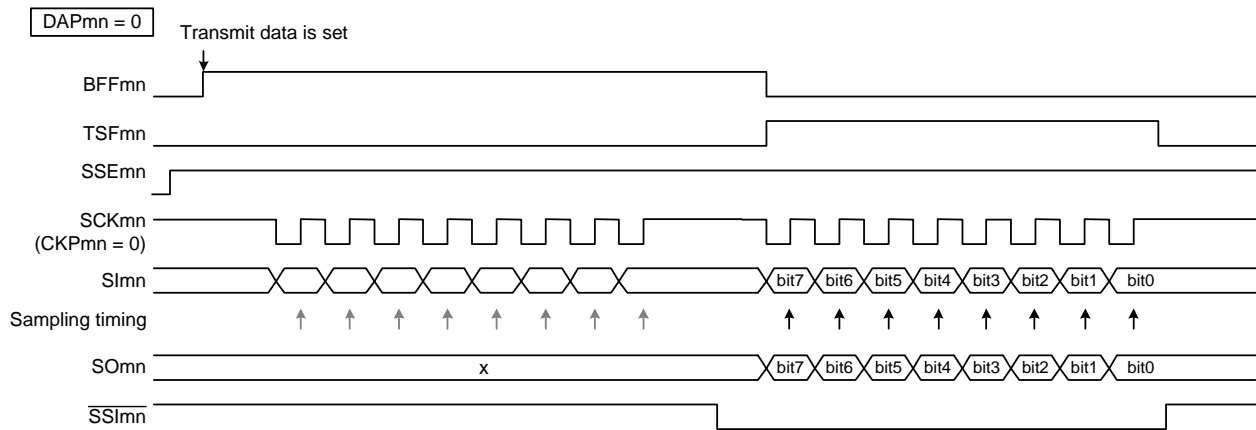 DAPmn = 0
Transmit data is set
BFFmn
TSFmn
SSEmn
SCKmn
(CKPmn = 0)
SImn
bit7 bit6 bit5 bit4 bit3 bit2 bit1 bit0
Sampling timing
SOmn
x
bit7 bit6 bit5 bit4 bit3 bit2 bit1 bit0
SSImn